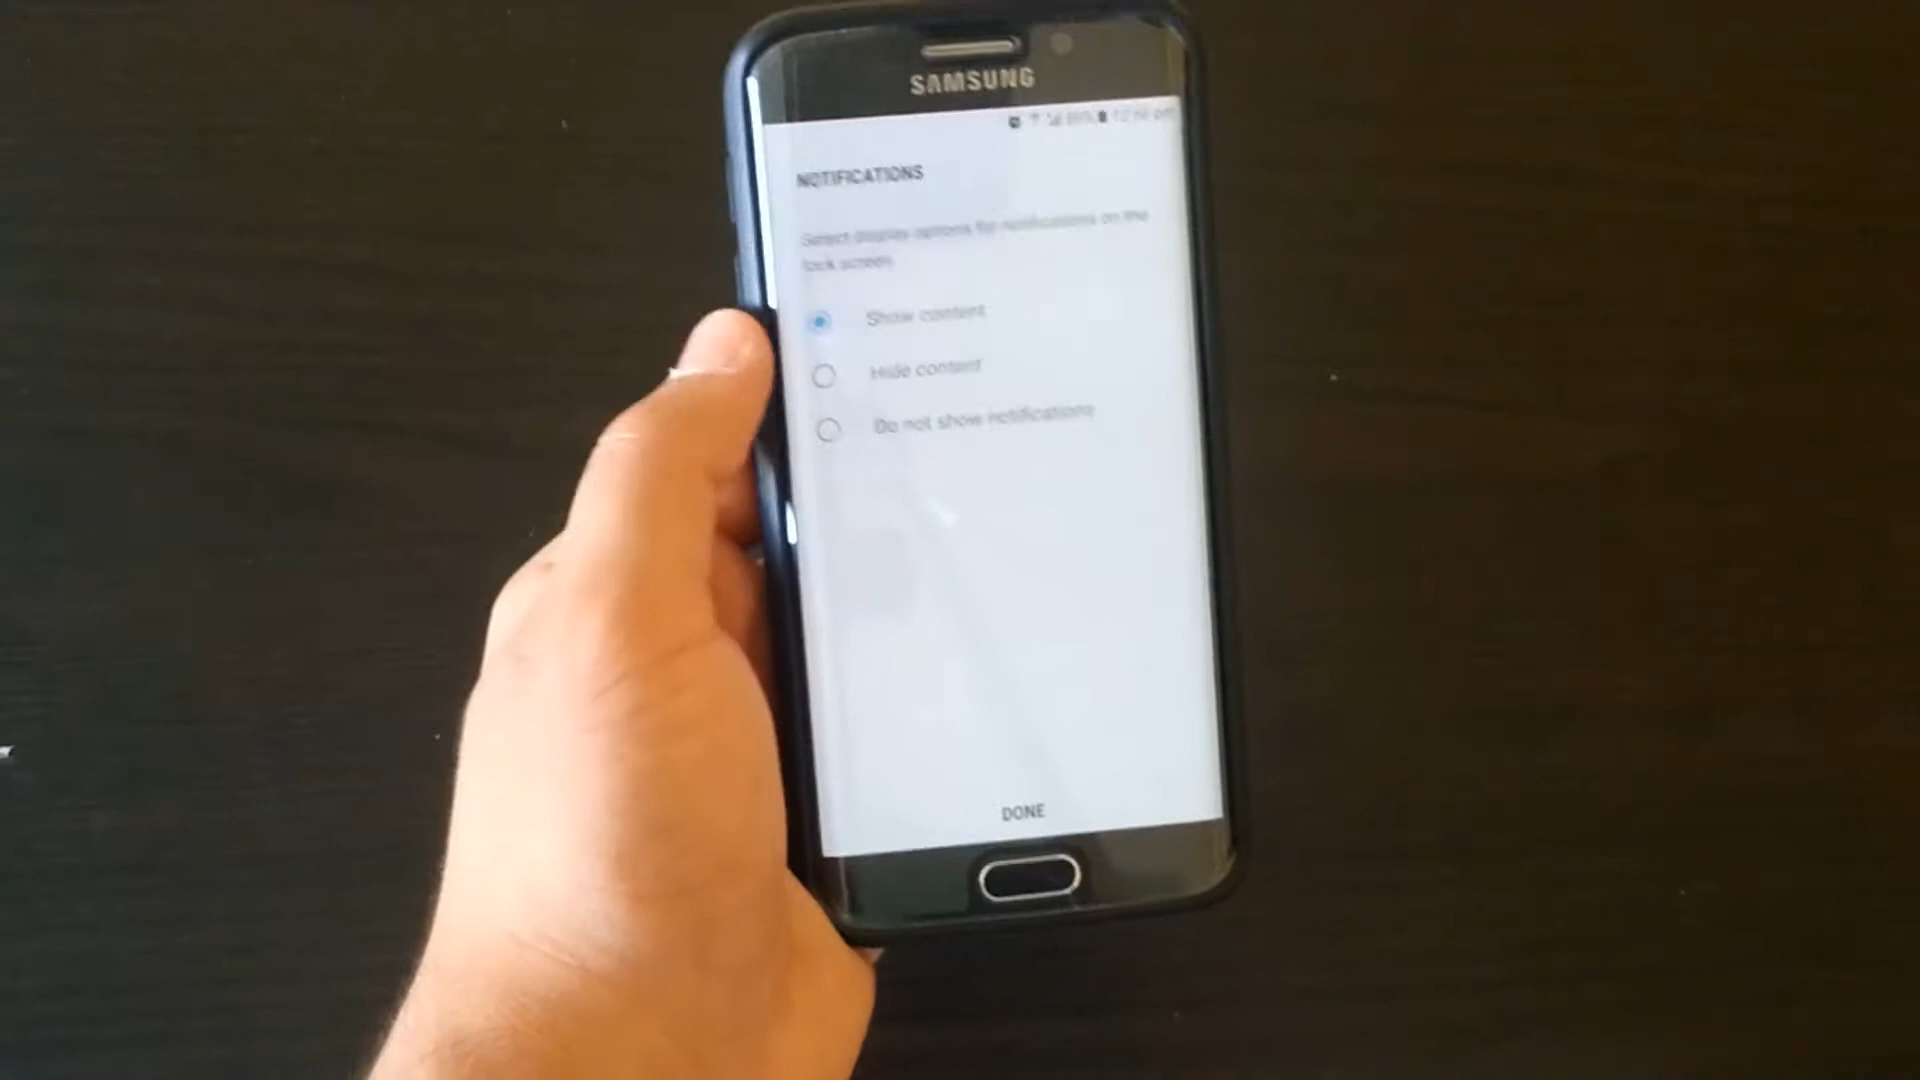 SAMSUNG
NOTIFICATIONS
Select display options for notifications on the
lock screen
Show content
Hide content
Do not show notifications
DONE